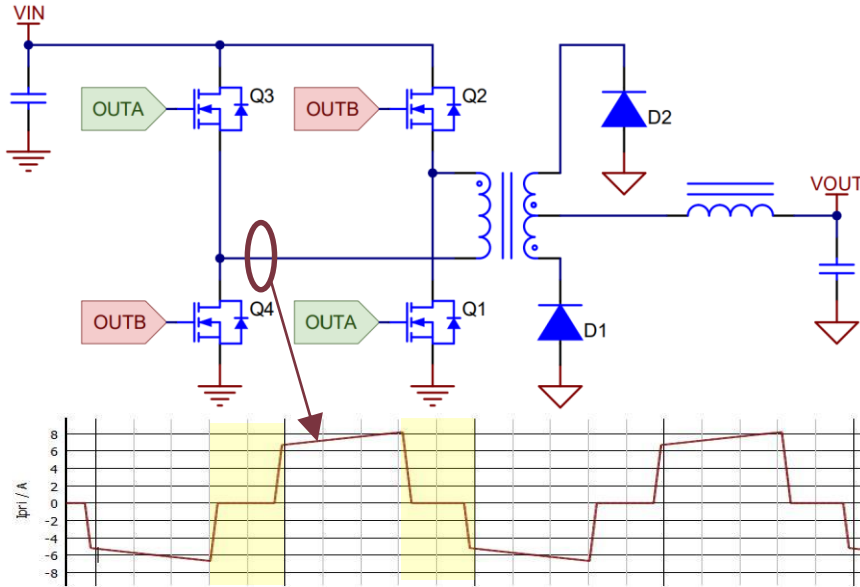 VIN
OUTA
Q3
OUTB
Q2
D2
VOUT
OUTB
Q4
OUTA
Q1
D1
Ipri / A
8
6
4
2
0
-2
-4
-6
-8